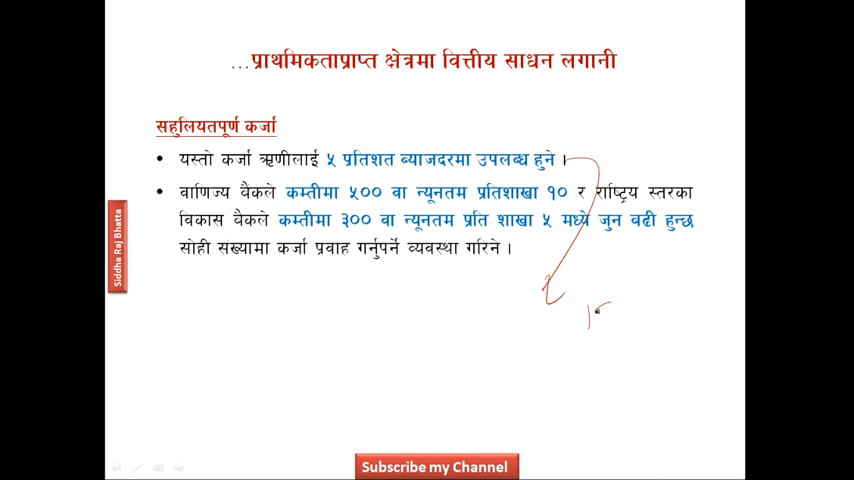 ...प्राथमिकताप्राप्त क्षेत्रमा वित्तीय साधन लगानी
सहुलियतपूर्ण कर्जा
• यस्तो कर्जा ऋणीलाई ५ प्रतिशत ब्याजदरमा उपलब्ध हुने ।
• वाणिज्य बैंकले कम्तीमा ५०० वा न्यूनतम प्रतिशाखा १० र राष्ट्रिय स्तरका
विकास बैंकले कम्तीमा ३०० वा न्यूनतम प्रति शाखा ५ मध्ये जुन बढी हुन्छ
सोही संख्यामा कर्जा प्रवाह गर्नुपर्ने व्यवस्था गरिने ।
Siddha Raj Bhatta
Subscribe my Channel